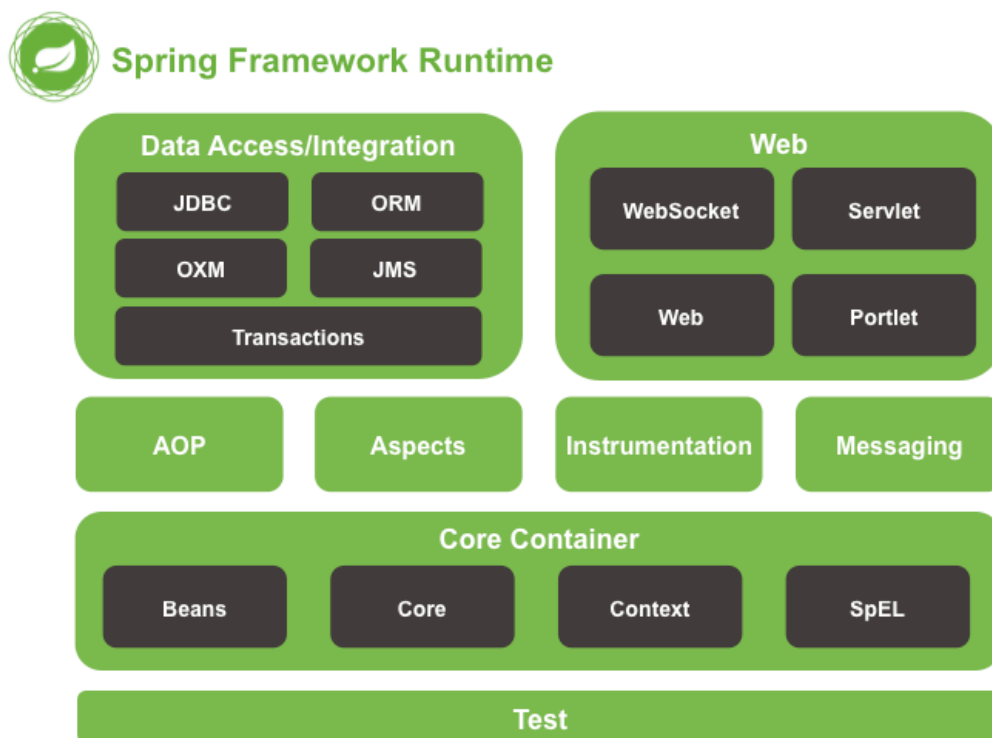 Spring Framework Runtime
Data Access/Integration
JDBC
ORM
OXM
JMS
Transactions
Web
WebSocket
Servlet
Web
Portlet
AOP
Aspects
Instrumentation
Messaging
Core Container
Beans
Core
Context
SpEL
Test